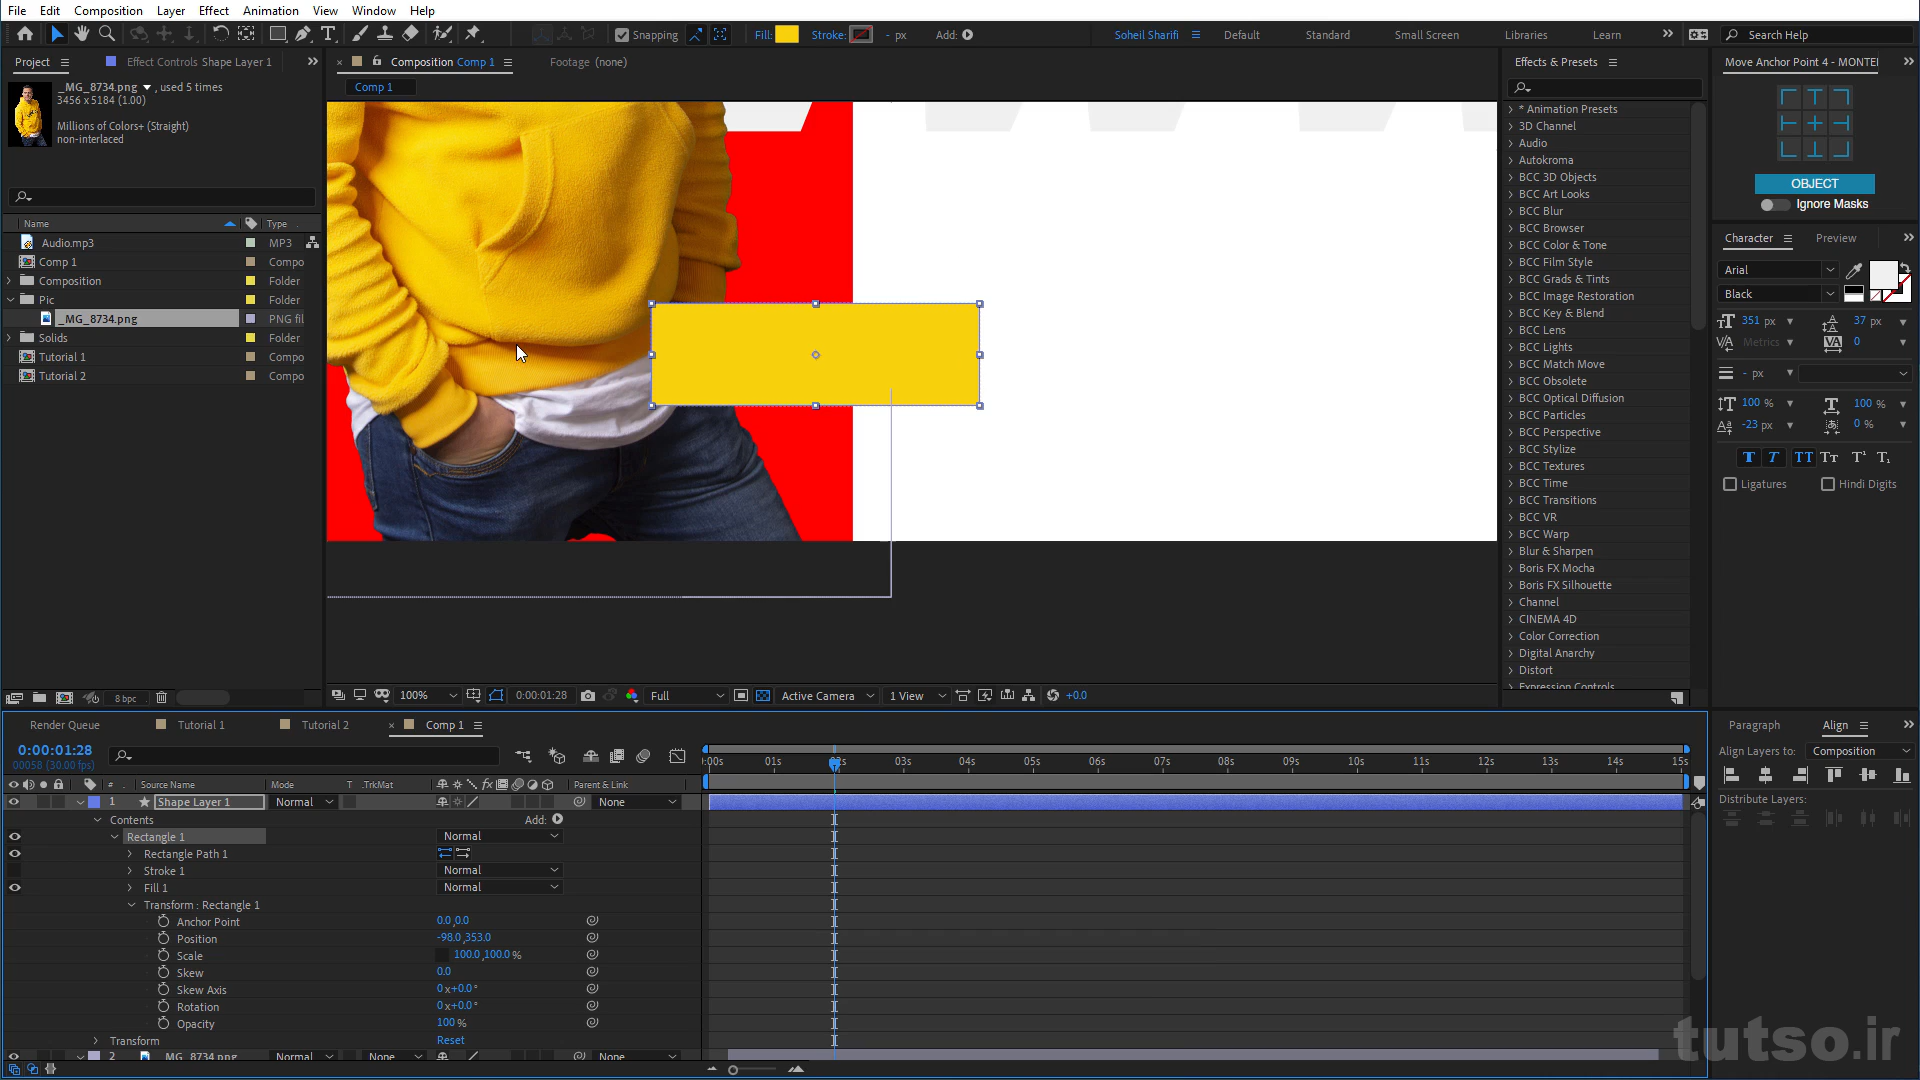 File Edit Composition Layer Effect Animation View Window Help
Snapping Fill: Stroke: - px Add: Soheil Sharifi Default Standard Small Screen Libraries Learn Search Help
Project Effect Controls Shape Layer 1
_MG_8734.png , used 5 times
3456 x 5184 (1.00)
Millions of Colors+ (Straight)
non-interlaced
Name Type
Audio.mp3 MP3
Comp 1 Compo
Composition Folder
Pic Folder
_MG_8734.png PNG fil
Solids Folder
Tutorial 1 Compo
Tutorial 2 Compo
8 bpc
Composition Comp 1 Footage (none)
Comp 1
100% 0:00:01:28 Full Active Camera 1 View +0.0
Effects & Presets
* Animation Presets
3D Channel
Audio
Autokroma
BCC 3D Objects
BCC Art Looks
BCC Blur
BCC Browser
BCC Color & Tone
BCC Film Style
BCC Grads & Tints
BCC Image Restoration
BCC Key & Blend
BCC Lens
BCC Lights
BCC Match Move
BCC Obsolete
BCC Optical Diffusion
BCC Particles
BCC Perspective
BCC Stylize
BCC Textures
BCC Time
BCC Transitions
BCC VR
BCC Warp
Blur & Sharpen
Boris FX Mocha
Boris FX Silhouette
Channel
CINEMA 4D
Color Correction
Digital Anarchy
Distort
Expression Controls
Move Anchor Point 4 - MONTE
OBJECT
Ignore Masks
Character Preview
Arial
Black
351 px 37 px
Metrics 0
- px
100 % 100 %
-23 px 0 %
T T TT Tт T¹ T₁
Ligatures Hindi Digits
Render Queue Tutorial 1 Tutorial 2 Comp 1
0:00:01:28
00058 (30.00 fps)
:00s 01s 02s 03s 04s 05s 06s 07s 08s 09s 10s 11s 12s 13s 14s 15s
# Source Name Mode T .TrkMat Parent & Link
1 Shape Layer 1 Normal None
Contents Add:
Rectangle 1 Normal
Rectangle Path 1
Stroke 1 Normal
Fill 1 Normal
Transform : Rectangle 1
Anchor Point 0.0,0.0
Position -98.0,353.0
Scale 100.0,100.0 %
Skew 0.0
Skew Axis 0x+0.0°
Rotation 0x+0.0°
Opacity 100 %
Transform Reset
2 _MG_8734.png Normal None None
Paragraph Align
Align Layers to: Composition
Distribute Layers:
tutso.ir